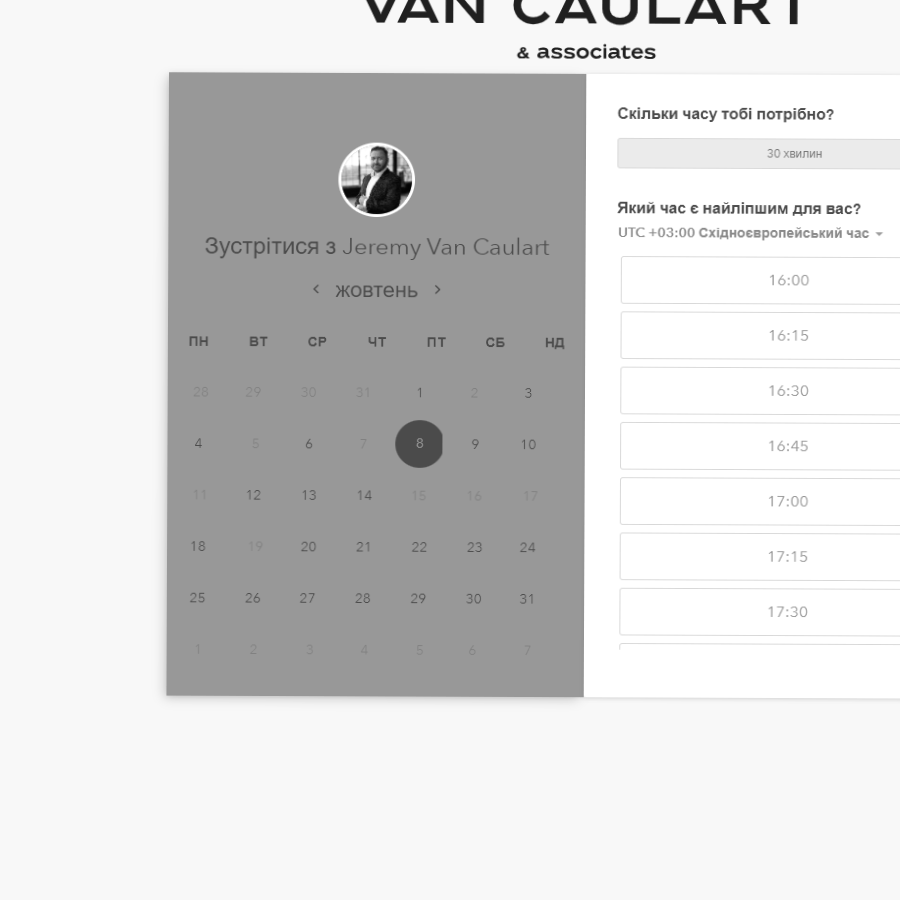 VAN CAULART
& associates
Зустрітися з Jeremy Van Caulart
жовтень
ПН ВТ СР ЧТ ПТ СБ НД
28 29 30 31 1 2 3
4 5 6 7 8 9 10
11 12 13 14 15 16 17
18 19 20 21 22 23 24
25 26 27 28 29 30 31
1 2 3 4 5 6 7
Скільки часу тобі потрібно?
30 хвилин
Який час є найліпшим для вас?
UTC +03:00 Східноєвропейський час
16:00
16:15
16:30
16:45
17:00
17:15
17:30